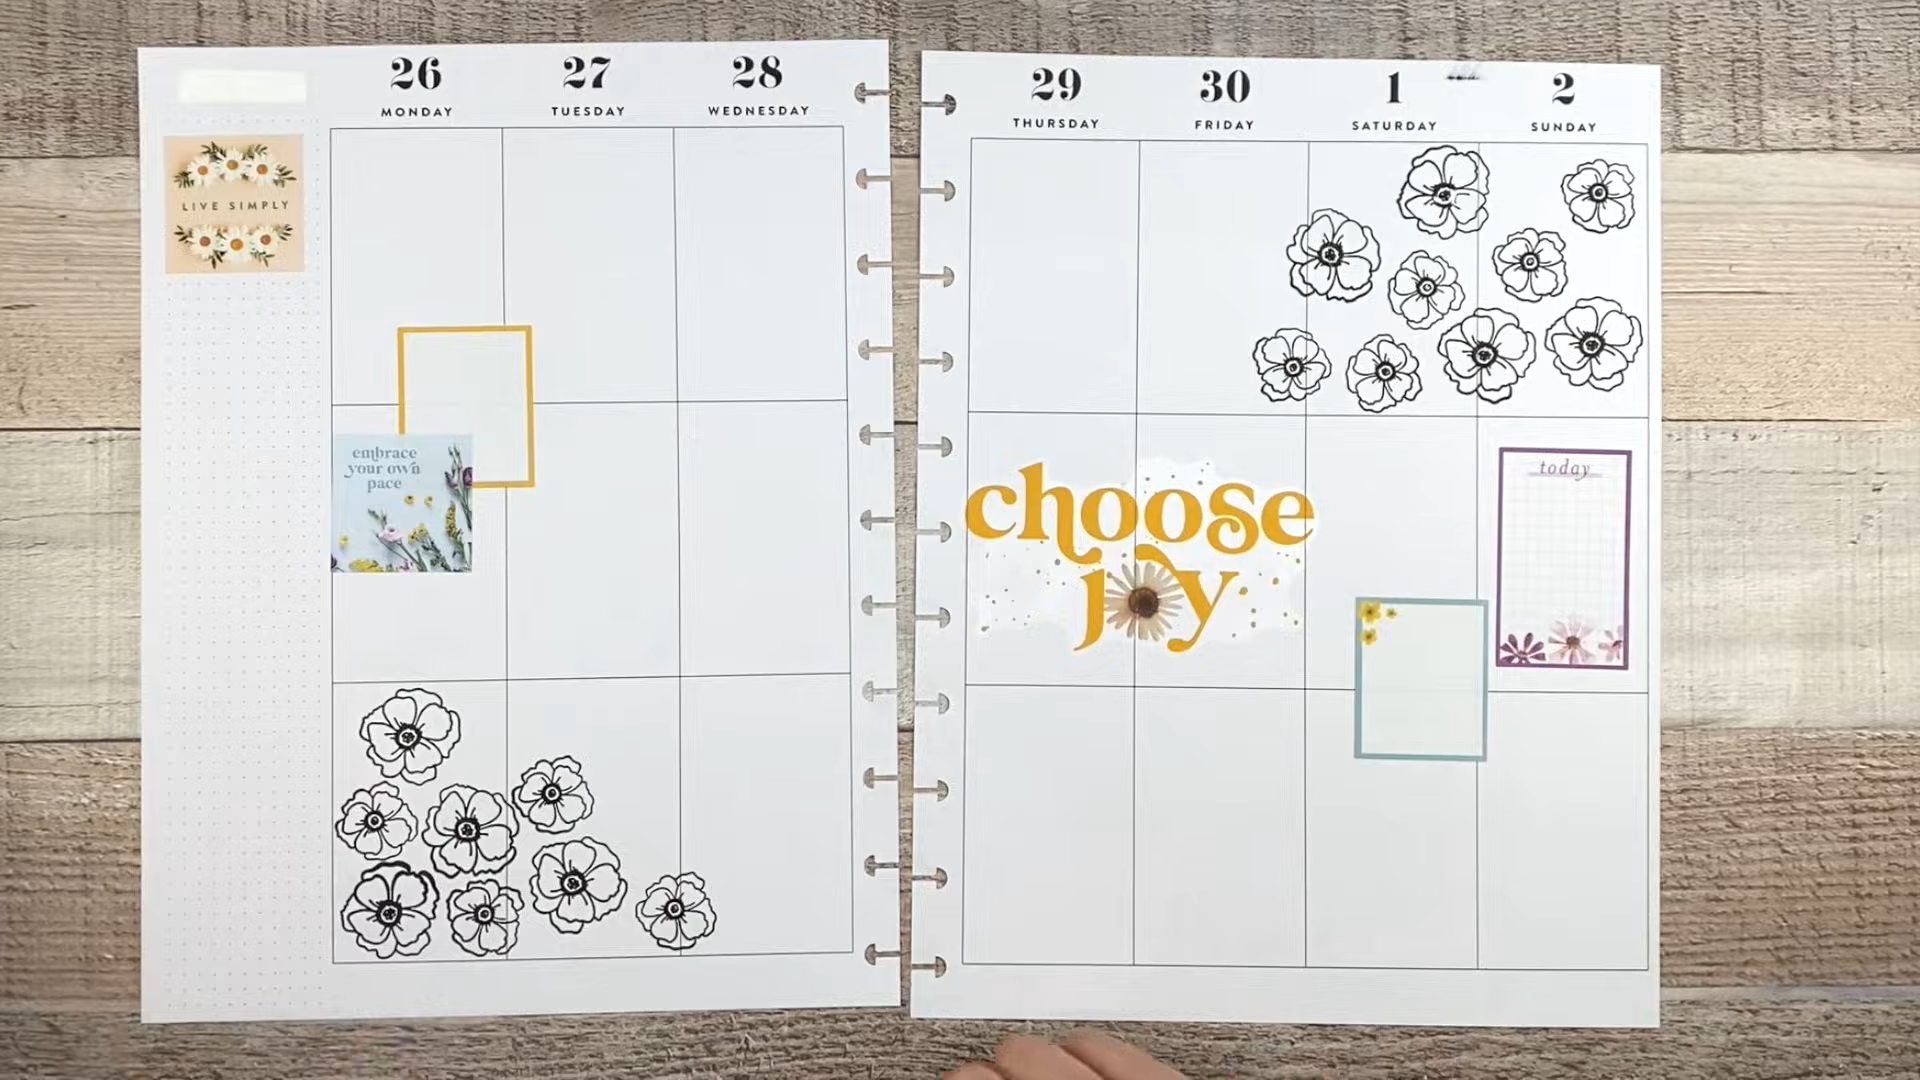 26
MONDAY
27
TUESDAY
28
WEDNESDAY
29
THURSDAY
30
FRIDAY
1
SATURDAY
2
SUNDAY
LIVE SIMPLY
embrace
your own
pace
choose
joy
today